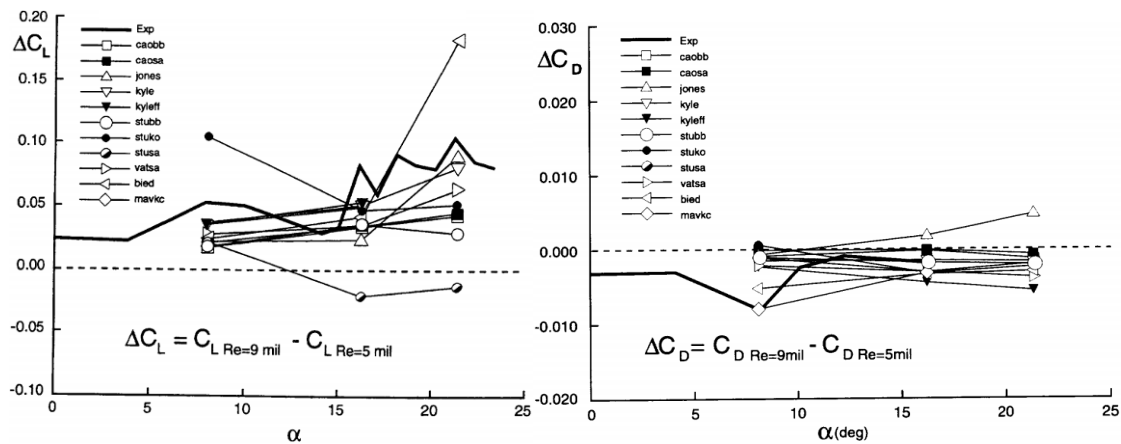 0.20
0.15
0.10
0.05
0.00
-0.05
-0.10
ΔC_L
Exp
caobb
caosa
jones
kyle
kyleff
stubb
stuko
stusa
vatsa
bied
mavkc
ΔC_L = C_L Re=9 mil - C_L Re=5 mil
0 5 10 15 20 25
α
0.030
0.020
0.010
0.000
-0.010
-0.020
ΔC_D
Exp
caobb
caosa
jones
kyle
kyleff
stubb
stuko
stusa
vatsa
bied
mavkc
ΔC_D = C_D Re=9mil - C_D Re=5mil
0 5 10 15 20 25
α(deg)